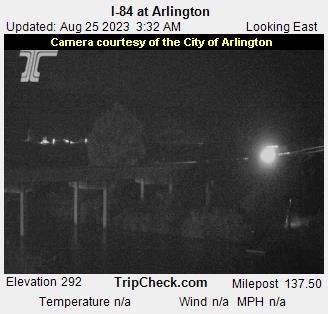 I-84 at Arlington
Updated: Aug 25 2023 3:32 AM Looking East
Camera courtesy of the City of Arlington
Elevation 292 TripCheck.com Milepost 137.50
Temperature n/a Wind n/a MPH n/a